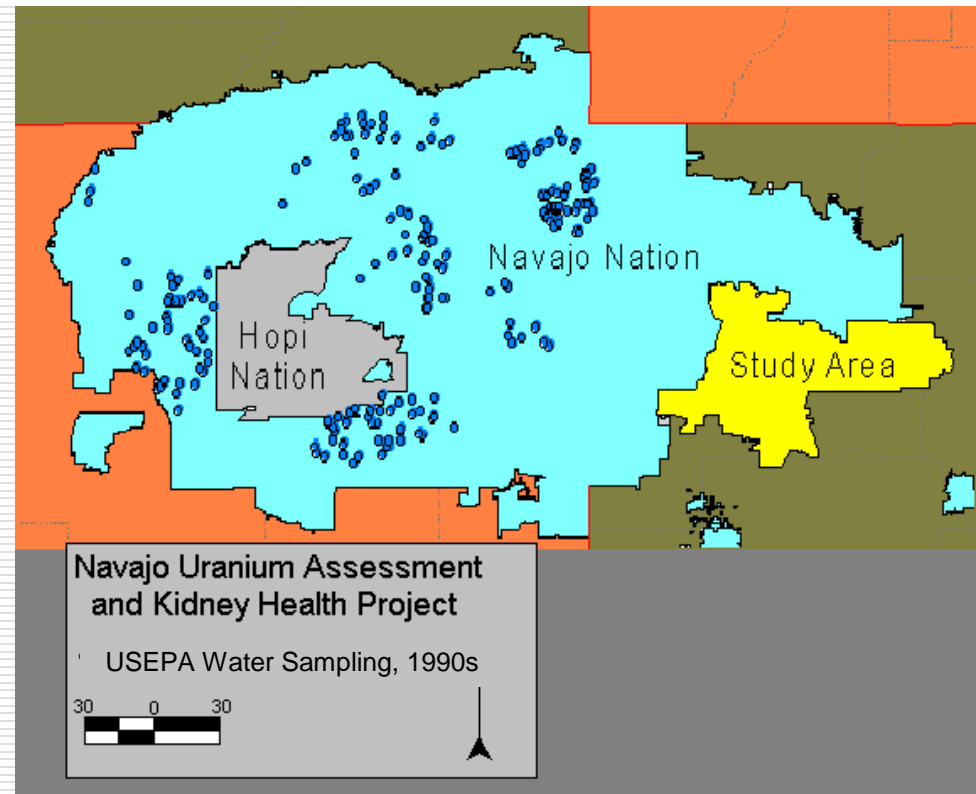 Navajo Nation
Hopi
Nation
Study Area
Navajo Uranium Assessment
and Kidney Health Project
USEPA Water Sampling, 1990s
30 0 30